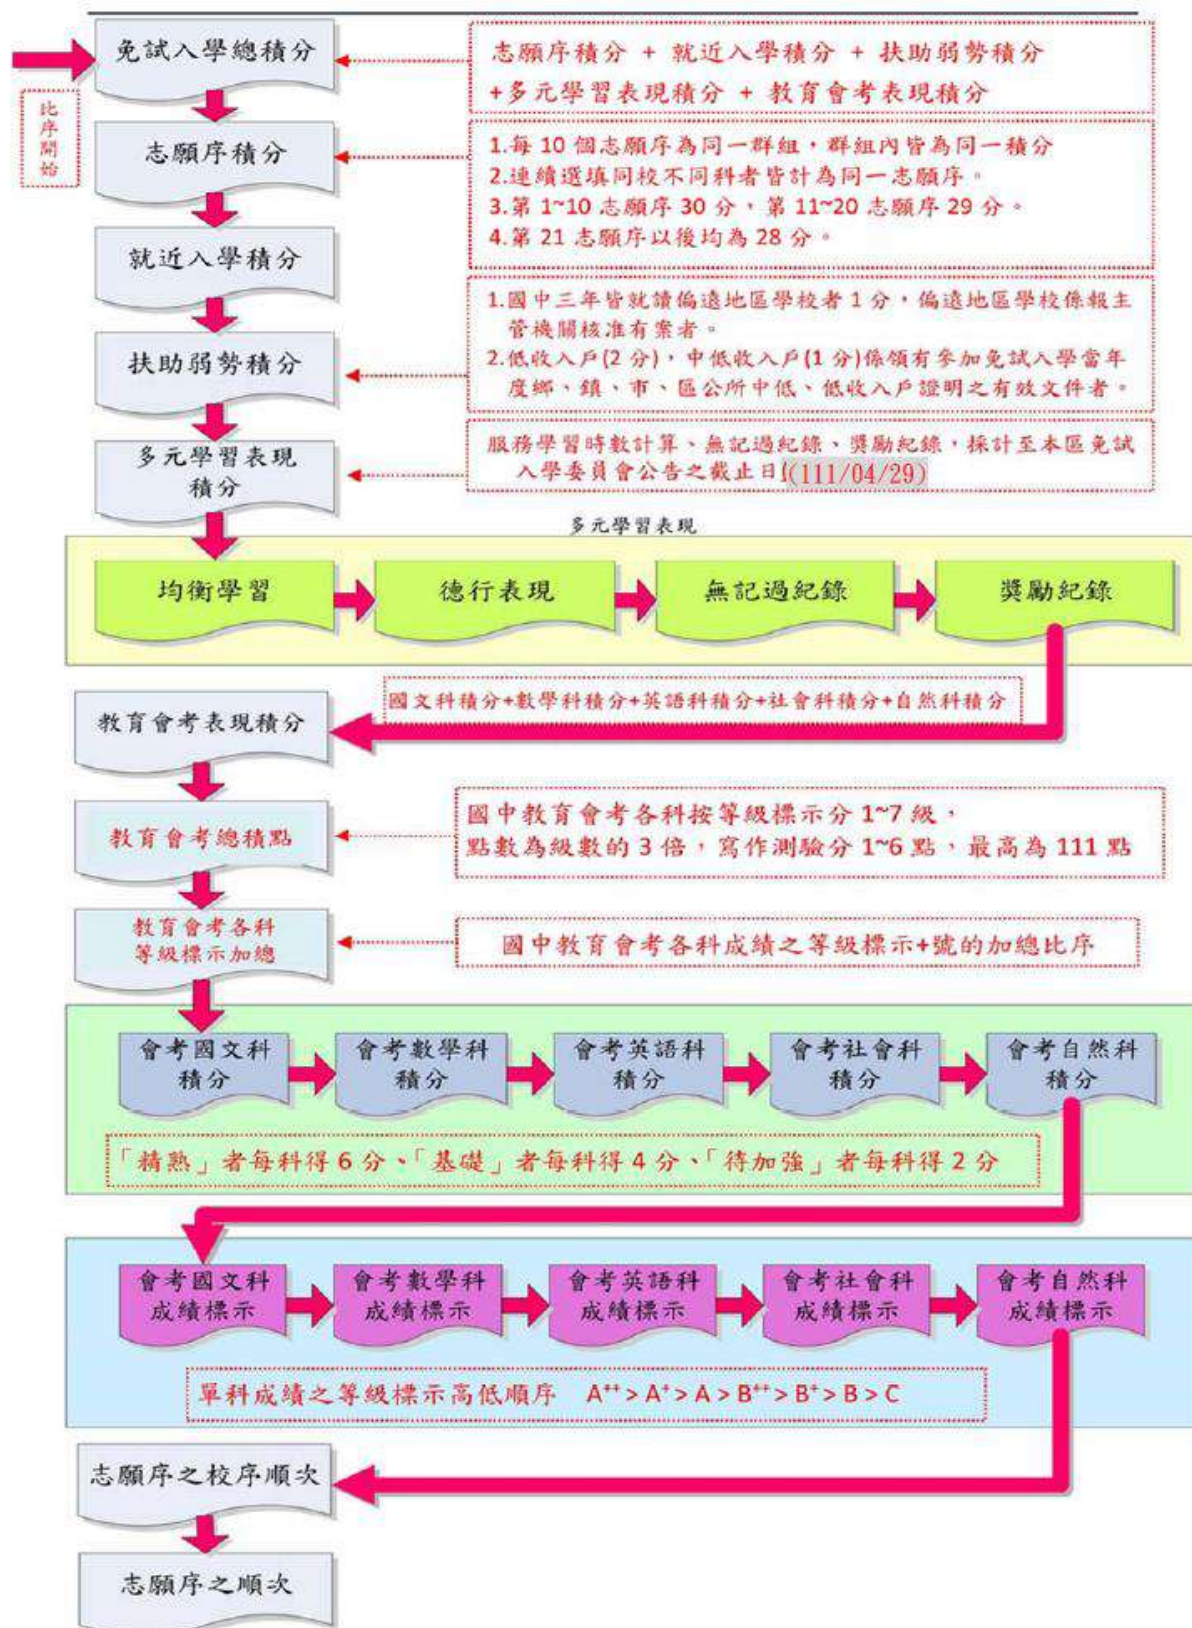 免試入學總積分
志願序積分 + 就近入學積分 + 扶助弱勢積分
+多元學習表現積分 + 教育會考表現積分
比序開始
志願序積分
1.每 10 個志願序為同一群組，群組內皆為同一積分
2.連續選填同校不同科者皆計為同一志願序。
3.第 1~10 志願序 30 分，第 11~20 志願序 29 分。
4.第 21 志願序以後均為 28 分。
就近入學積分
扶助弱勢積分
1.國中三年皆就讀偏遠地區學校者 1 分，偏遠地區學校係報主
管機關核准有案者。
2.低收入戶(2 分)，中低收入戶(1 分)係領有參加免試入學當年
度鄉、鎮、市、區公所中低、低收入戶證明之有效文件者。
多元學習表現
積分
服務學習時數計算、無記過紀錄、獎勵紀錄，採計至本區免試
入學委員會公告之截止日((111/04/29)
多元學習表現
均衡學習
德行表現
無記過紀錄
獎勵紀錄
國文科積分+數學科積分+英語科積分+社會科積分+自然科積分
教育會考表現積分
教育會考總積點
國中教育會考各科按等級標示分 1~7 級，
點數為級數的 3 倍，寫作測驗分 1~6 點，最高為 111 點
教育會考各科
等級標示加總
國中教育會考各科成績之等級標示+號的加總比序
會考國文科
積分
會考數學科
積分
會考英語科
積分
會考社會科
積分
會考自然科
積分
「精熟」者每科得 6 分、「基礎」者每科得 4 分、「待加強」者每科得 2 分
會考國文科
成績標示
會考數學科
成績標示
會考英語科
成績標示
會考社會科
成績標示
會考自然科
成績標示
單科成績之等級標示高低順序 A⁺⁺ > A⁺ > A > B⁺⁺ > B⁺ > B > C
志願序之校序順次
志願序之順次